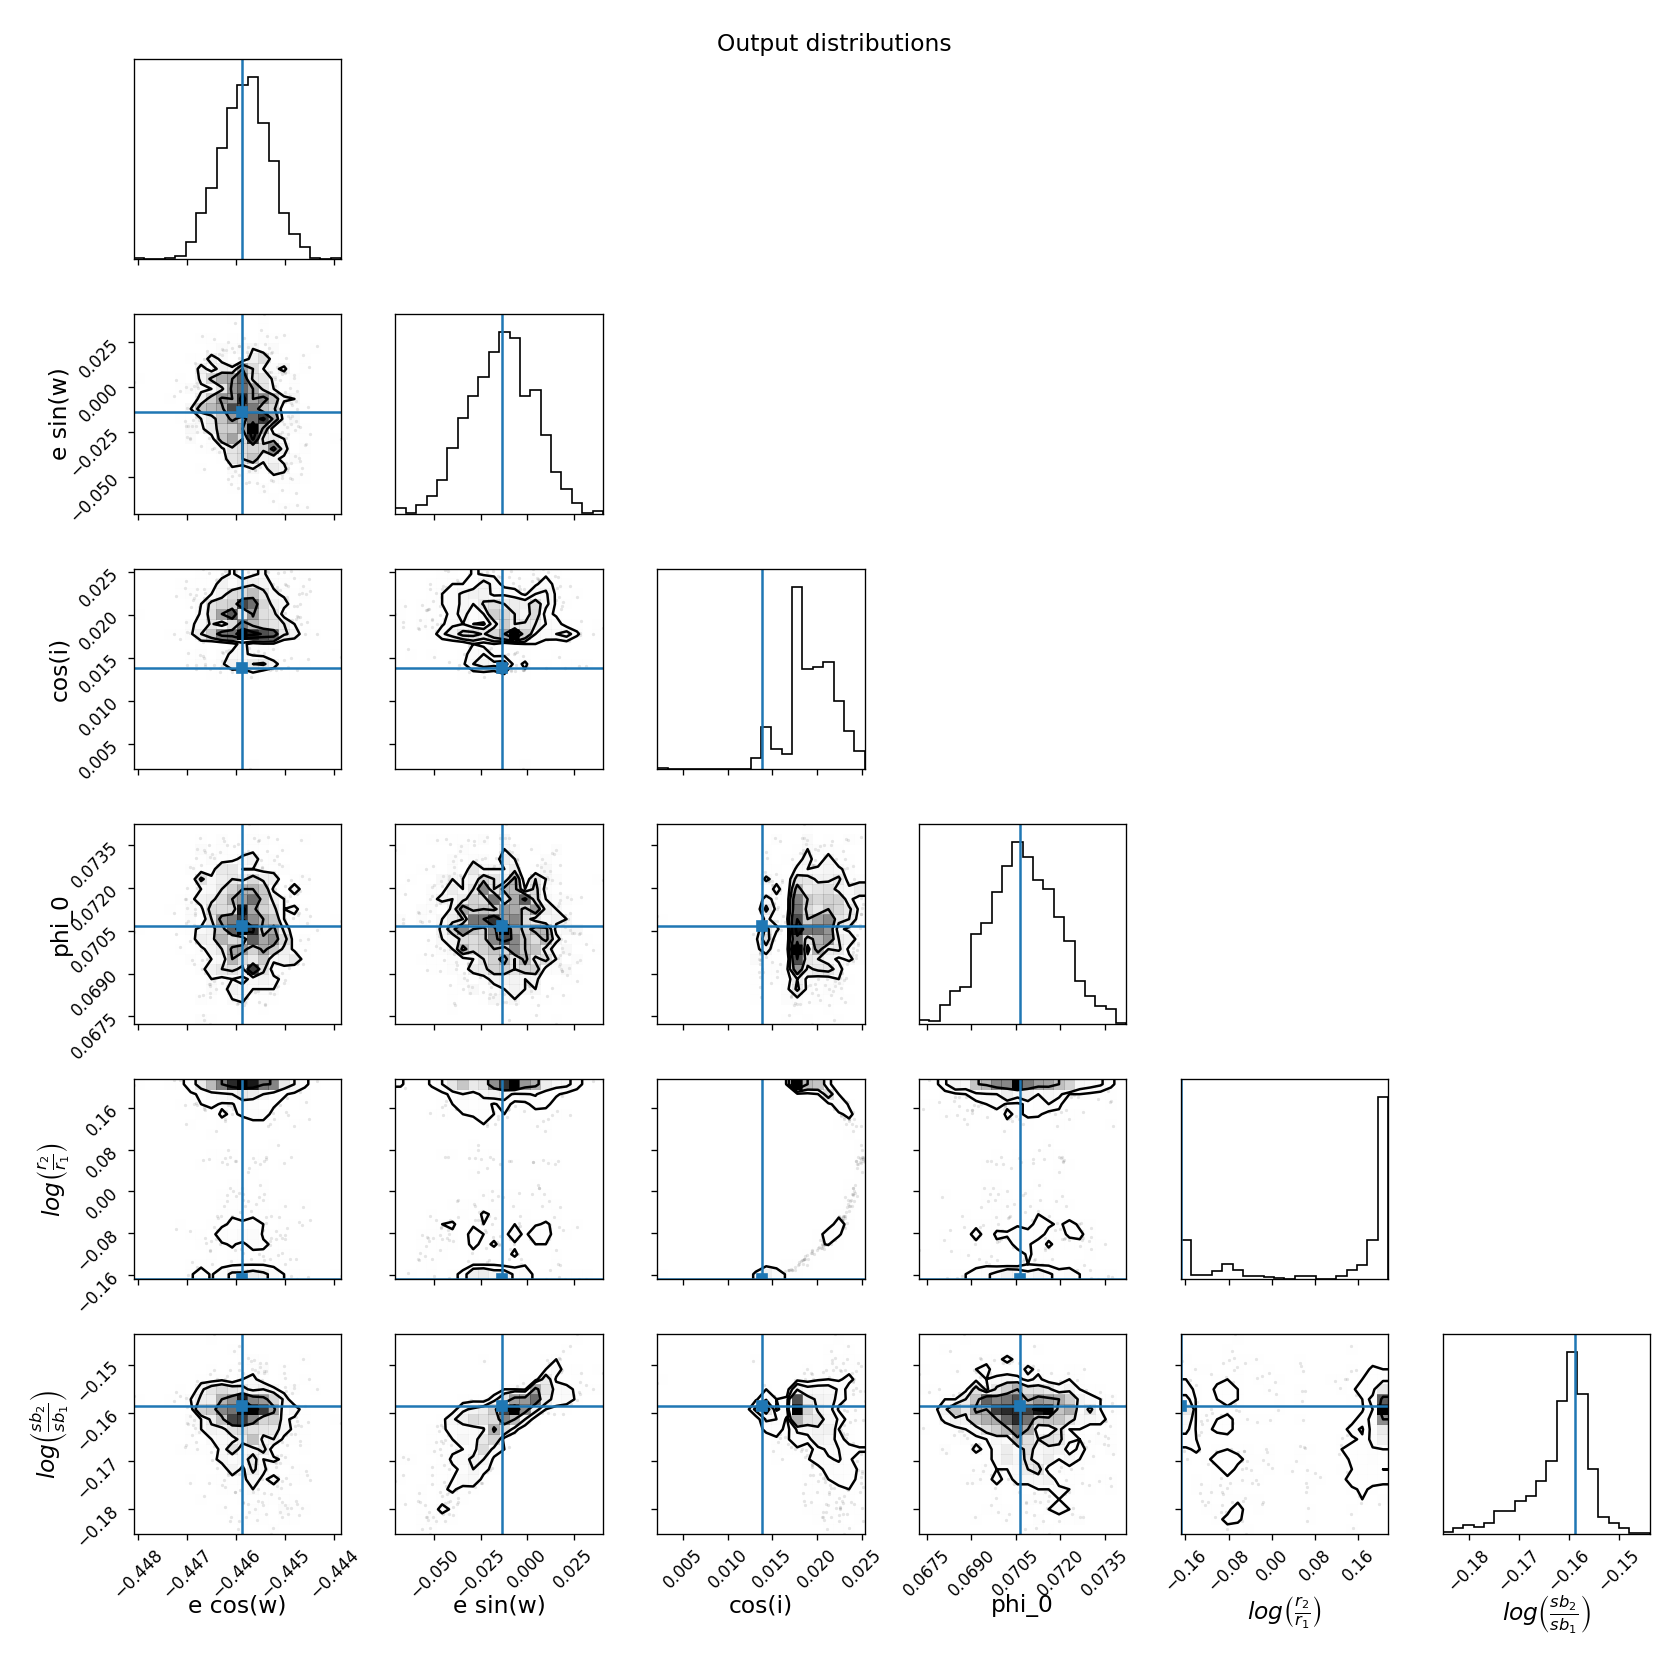 Output distributions
0.025
0.000
−0.025
−0.050
e sin(w)
0.025
0.020
0.015
0.010
0.005
cos(i)
0.0735
0.0720
0.0705
0.0690
0.0675
phi_0
0.16
0.08
0.00
−0.08
−0.16
log(r₂/r₁)
−0.15
−0.16
−0.17
−0.18
log(sb₂/sb₁)
−0.448 −0.447 −0.446 −0.445 −0.444
−0.050 −0.025 0.000 0.025
0.005 0.010 0.015 0.020 0.025
0.0675 0.0690 0.0705 0.0720 0.0735
−0.16 −0.08 0.00 0.08 0.16
−0.18 −0.17 −0.16 −0.15
e cos(w) e sin(w) cos(i) phi_0 log(r₂/r₁) log(sb₂/sb₁)